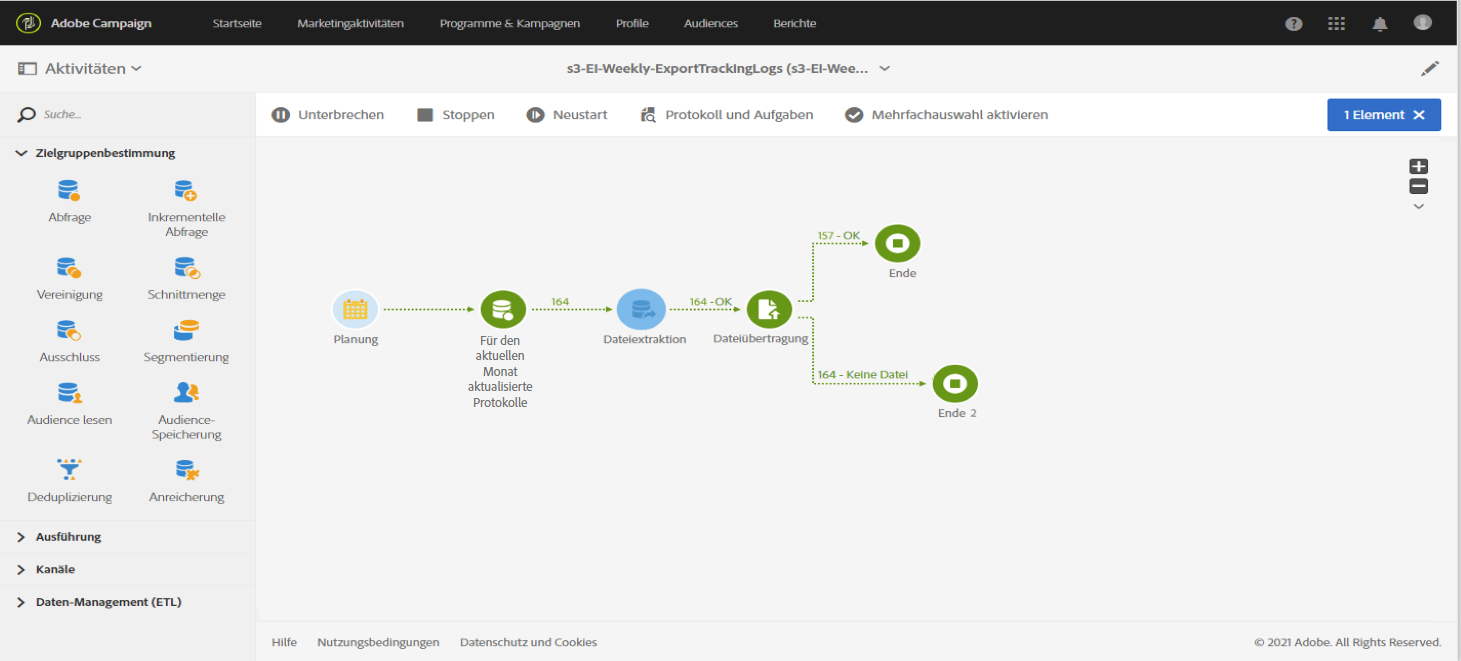 Adobe Campaign Startseite Marketingaktivitäten Programme & Kampagnen Profile Audiences Berichte
Aktivitäten s3-EI-Weekly-ExportTrackingLogs (s3-EI-Wee...
Suche... Unterbrechen Stoppen Neustart Protokoll und Aufgaben Mehrfachauswahl aktivieren 1 Element
Zielgruppenbestimmung
Abfrage
Inkrementelle
Abfrage
Vereinigung
Schnittmenge
Ausschluss
Segmentierung
Audience lesen
Audience-
Speicherung
Deduplizierung
Anreicherung
Ausführung
Kanäle
Daten-Management (ETL)
Planung
Für den
aktuellen
Monat
aktualisierte
Protokolle
164
Dateiextraktion
164 -OK
Dateiübertragung
157 - OK
Ende
164 - Keine Datei
Ende 2
Hilfe Nutzungsbedingungen Datenschutz und Cookies © 2021 Adobe. All Rights Reserved.